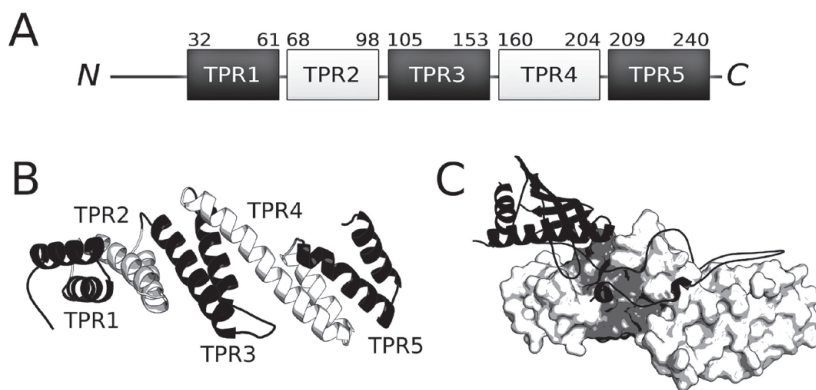 A
32 61 68 98 105 153 160 204 209 240
N TPR1 TPR2 TPR3 TPR4 TPR5 C
B
TPR2
TPR4
TPR1
TPR3
TPR5
C